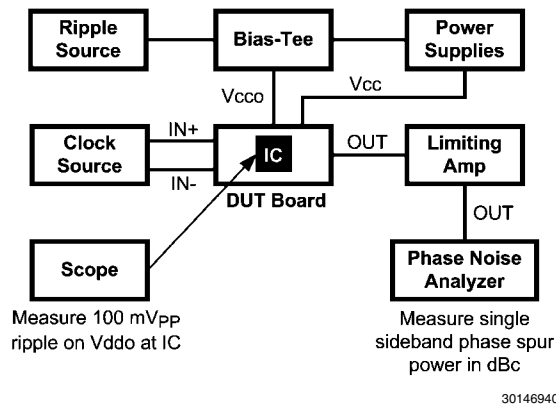 Ripple
Source
Bias-Tee
Power
Supplies
Vcco
Vcc
Clock
Source
IN+
IN-
IC
DUT Board
OUT
Limiting
Amp
OUT
Scope
Phase Noise
Analyzer
Measure 100 mVPP
ripple on Vddo at IC
Measure single
sideband phase spur
power in dBc
3014694